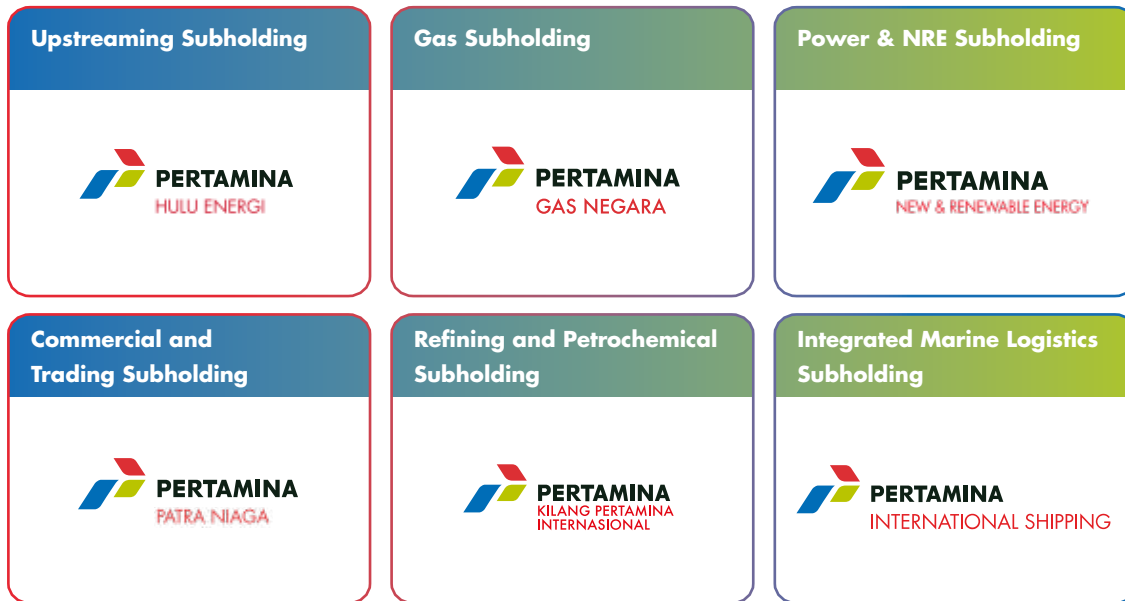 Upstreaming Subholding
PERTAMINA
HULU ENERGI
Gas Subholding
PERTAMINA
GAS NEGARA
Power & NRE Subholding
PERTAMINA
NEW & RENEWABLE ENERGY
Commercial and
Trading Subholding
PERTAMINA
PATRA NIAGA
Refining and Petrochemical
Subholding
PERTAMINA
KILANG PERTAMINA
INTERNASIONAL
Integrated Marine Logistics
Subholding
PERTAMINA
INTERNATIONAL SHIPPING